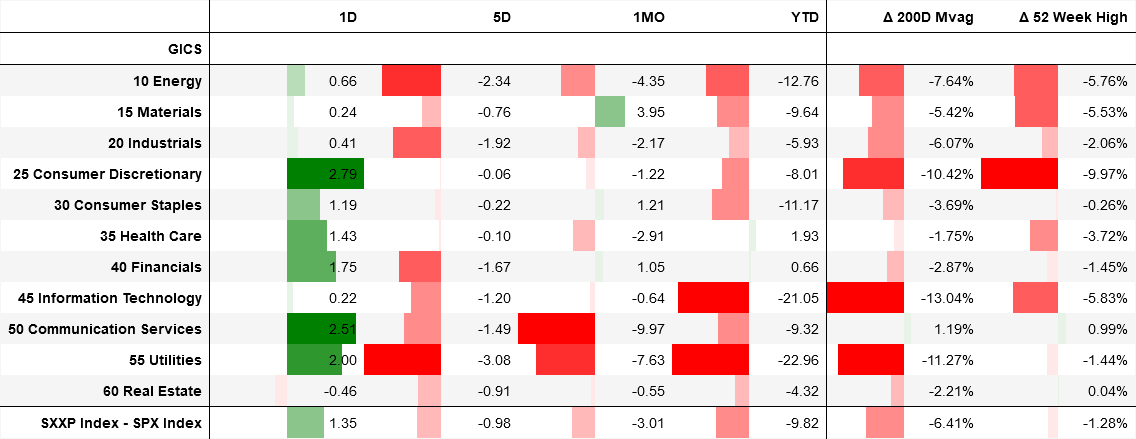 1D 5D 1MO YTD Δ 200D Mvag Δ 52 Week High
GICS
10 Energy 0.66 -2.34 -4.35 -12.76 -7.64% -5.76%
15 Materials 0.24 -0.76 3.95 -9.64 -5.42% -5.53%
20 Industrials 0.41 -1.92 -2.17 -5.93 -6.07% -2.06%
25 Consumer Discretionary 2.79 -0.06 -1.22 -8.01 -10.42% -9.97%
30 Consumer Staples 1.19 -0.22 1.21 -11.17 -3.69% -0.26%
35 Health Care 1.43 -0.10 -2.91 1.93 -1.75% -3.72%
40 Financials 1.75 -1.67 1.05 0.66 -2.87% -1.45%
45 Information Technology 0.22 -1.20 -0.64 -21.05 -13.04% -5.83%
50 Communication Services 2.51 -1.49 -9.97 -9.32 1.19% 0.99%
55 Utilities 2.00 -3.08 -7.63 -22.96 -11.27% -1.44%
60 Real Estate -0.46 -0.91 -0.55 -4.32 -2.21% 0.04%
SXXP Index - SPX Index 1.35 -0.98 -3.01 -9.82 -6.41% -1.28%